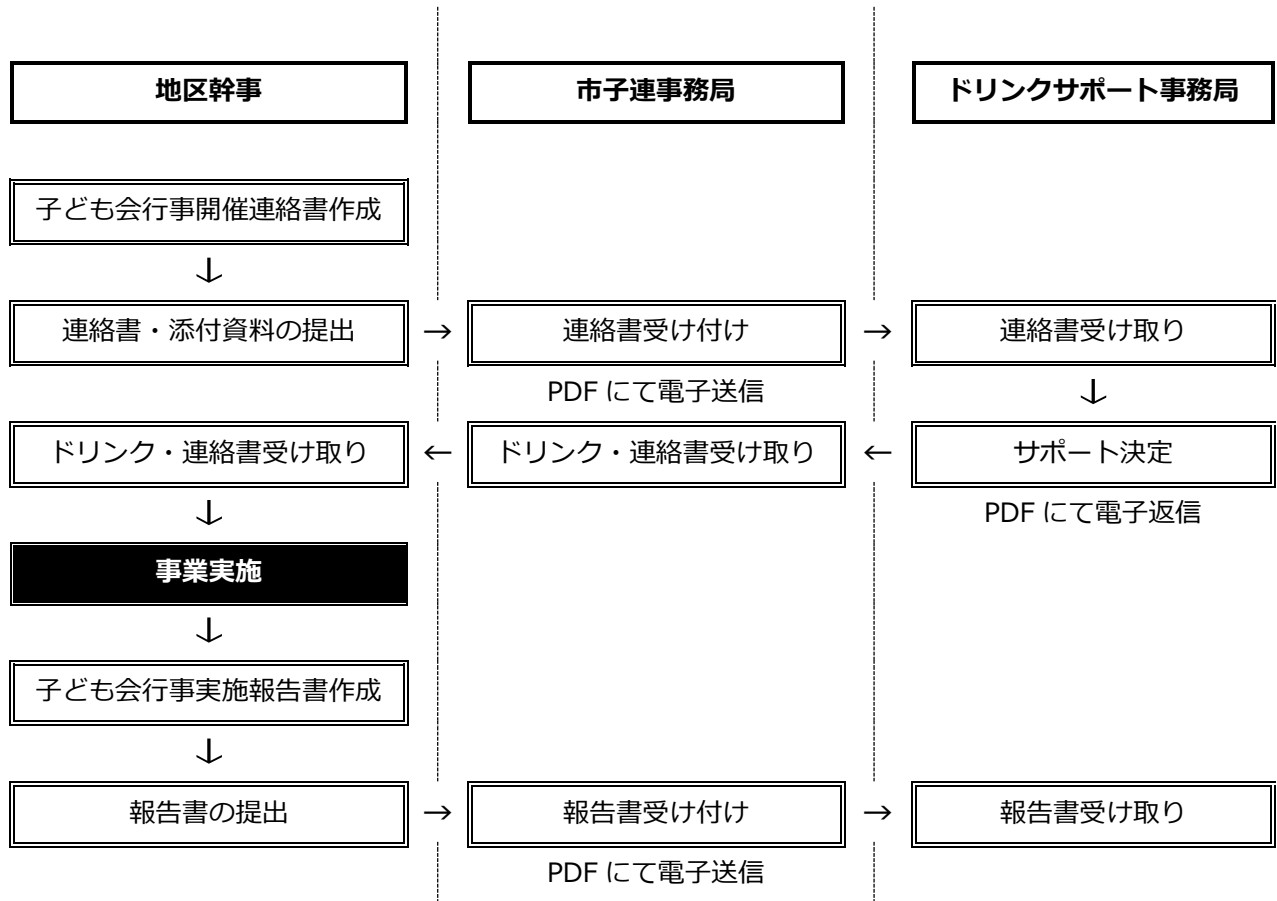 地区幹事
市子連事務局
ドリンクサポート事務局
子ども会行事開催連絡書作成
↓
連絡書・添付資料の提出 → 連絡書受け付け → 連絡書受け取り
PDF にて電子送信
↓
ドリンク・連絡書受け取り ← ドリンク・連絡書受け取り ← サポート決定
↓
PDF にて電子返信
事業実施
↓
子ども会行事実施報告書作成
↓
報告書の提出 → 報告書受け付け → 報告書受け取り
PDF にて電子送信